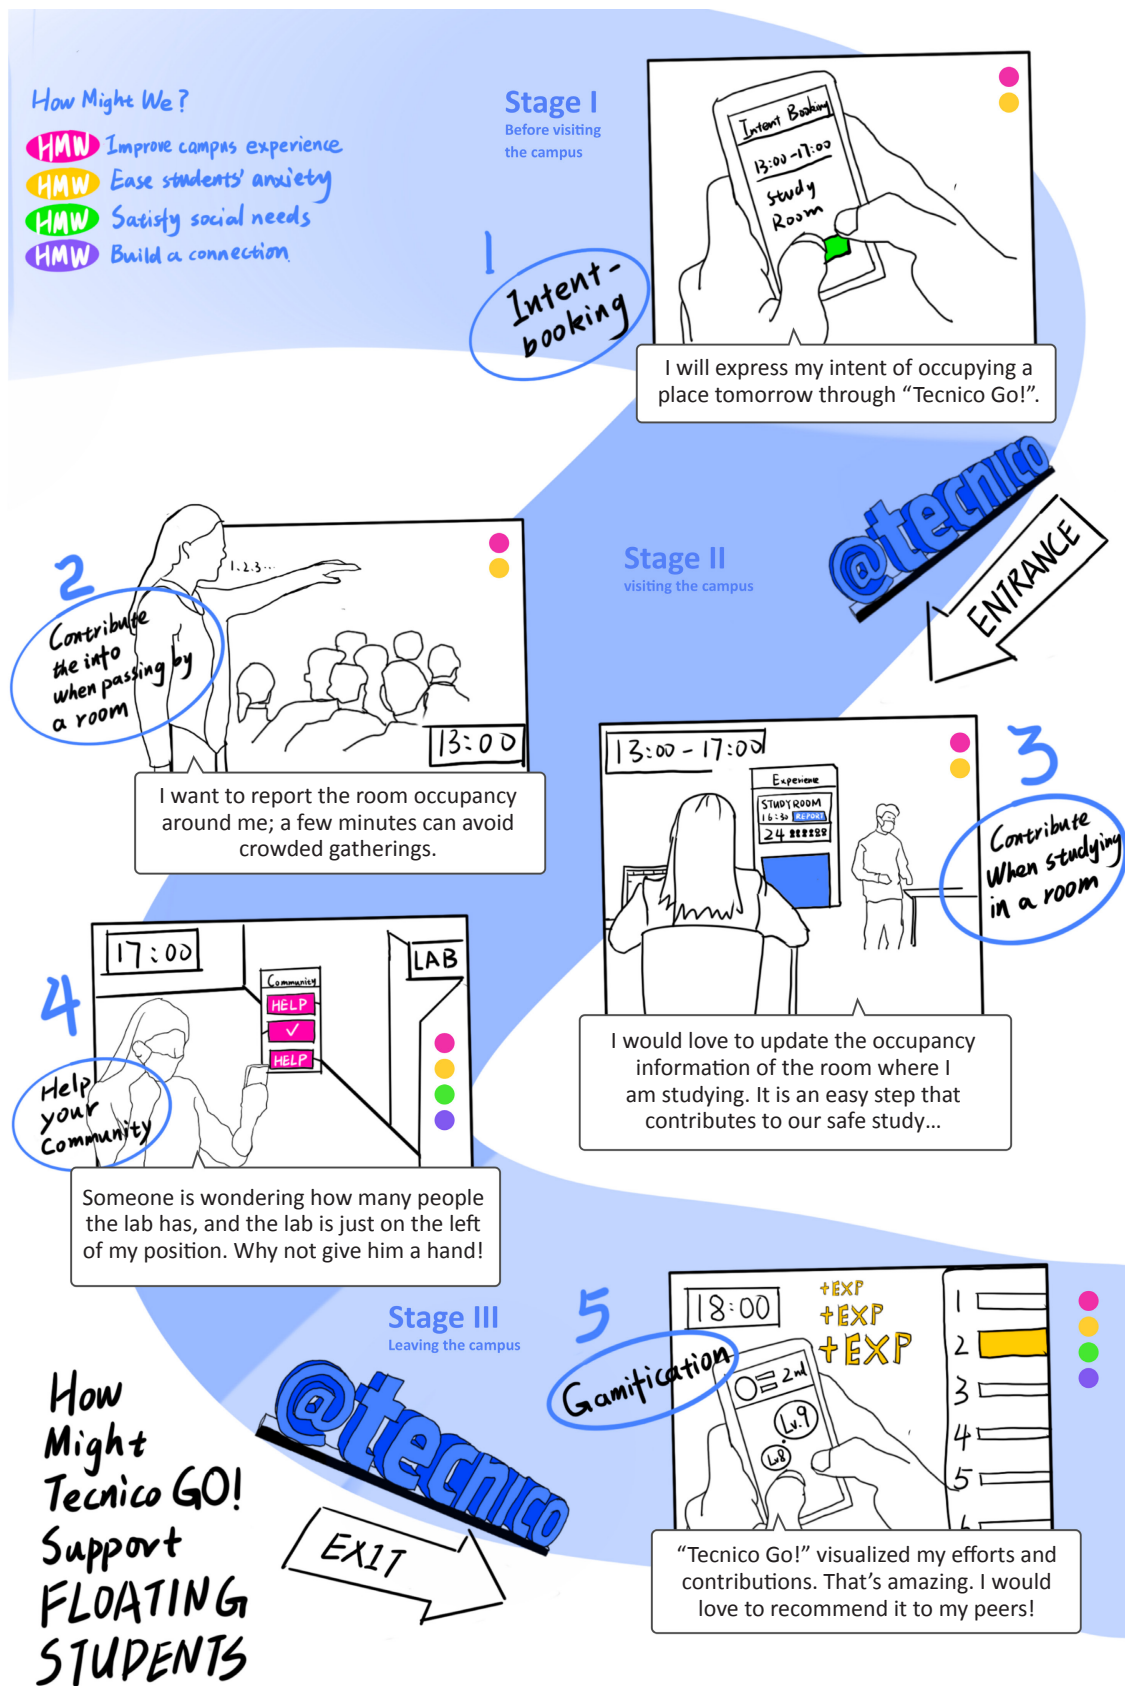 How Might We?
HMW Improve campus experience
HMW Ease students' anxiety
HMW Satisfy social needs
HMW Build a connection
Stage I
Before visiting
the campus
Intent Booking
13:00-17:00
Study
Room
1
Intent-
booking
I will express my intent of occupying a
place tomorrow through “Tecnico Go!”.
@tecnico
ENTRANCE
Stage II
visiting the campus
2
Contribute
the info
when passing by
a room
1.2.3...
13:00
I want to report the room occupancy
around me; a few minutes can avoid
crowded gatherings.
3
Contribute
When studying
in a room
13:00-17:00
Experience
STUDYROOM
16:30 REPORT
24
I would love to update the occupancy
information of the room where I
am studying. It is an easy step that
contributes to our safe study...
4
Help
your
Community
17:00
Community
HELP
✓
HELP
LAB
Someone is wondering how many people
the lab has, and the lab is just on the left
of my position. Why not give him a hand!
Stage III
Leaving the campus
5
Gamification
18:00
+EXP
+EXP
+EXP
2nd
Lv.9
Lv8
1
2
3
4
5
“Tecnico Go!” visualized my efforts and
contributions. That’s amazing. I would
love to recommend it to my peers!
@tecnico
EXIT
How
Might
Tecnico GO!
Support
FLOATING
STUDENTS